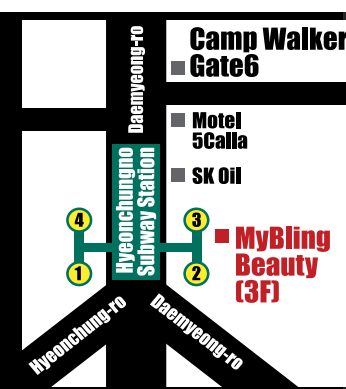 Camp Walker
Gate6
Daemyeong-ro
Motel
5Calla
SK Oil
Hyeonchungno
Subway Station
4
3
1
2
MyBling
Beauty
(3F)
Hyeonchung-ro
Daemyeong-ro